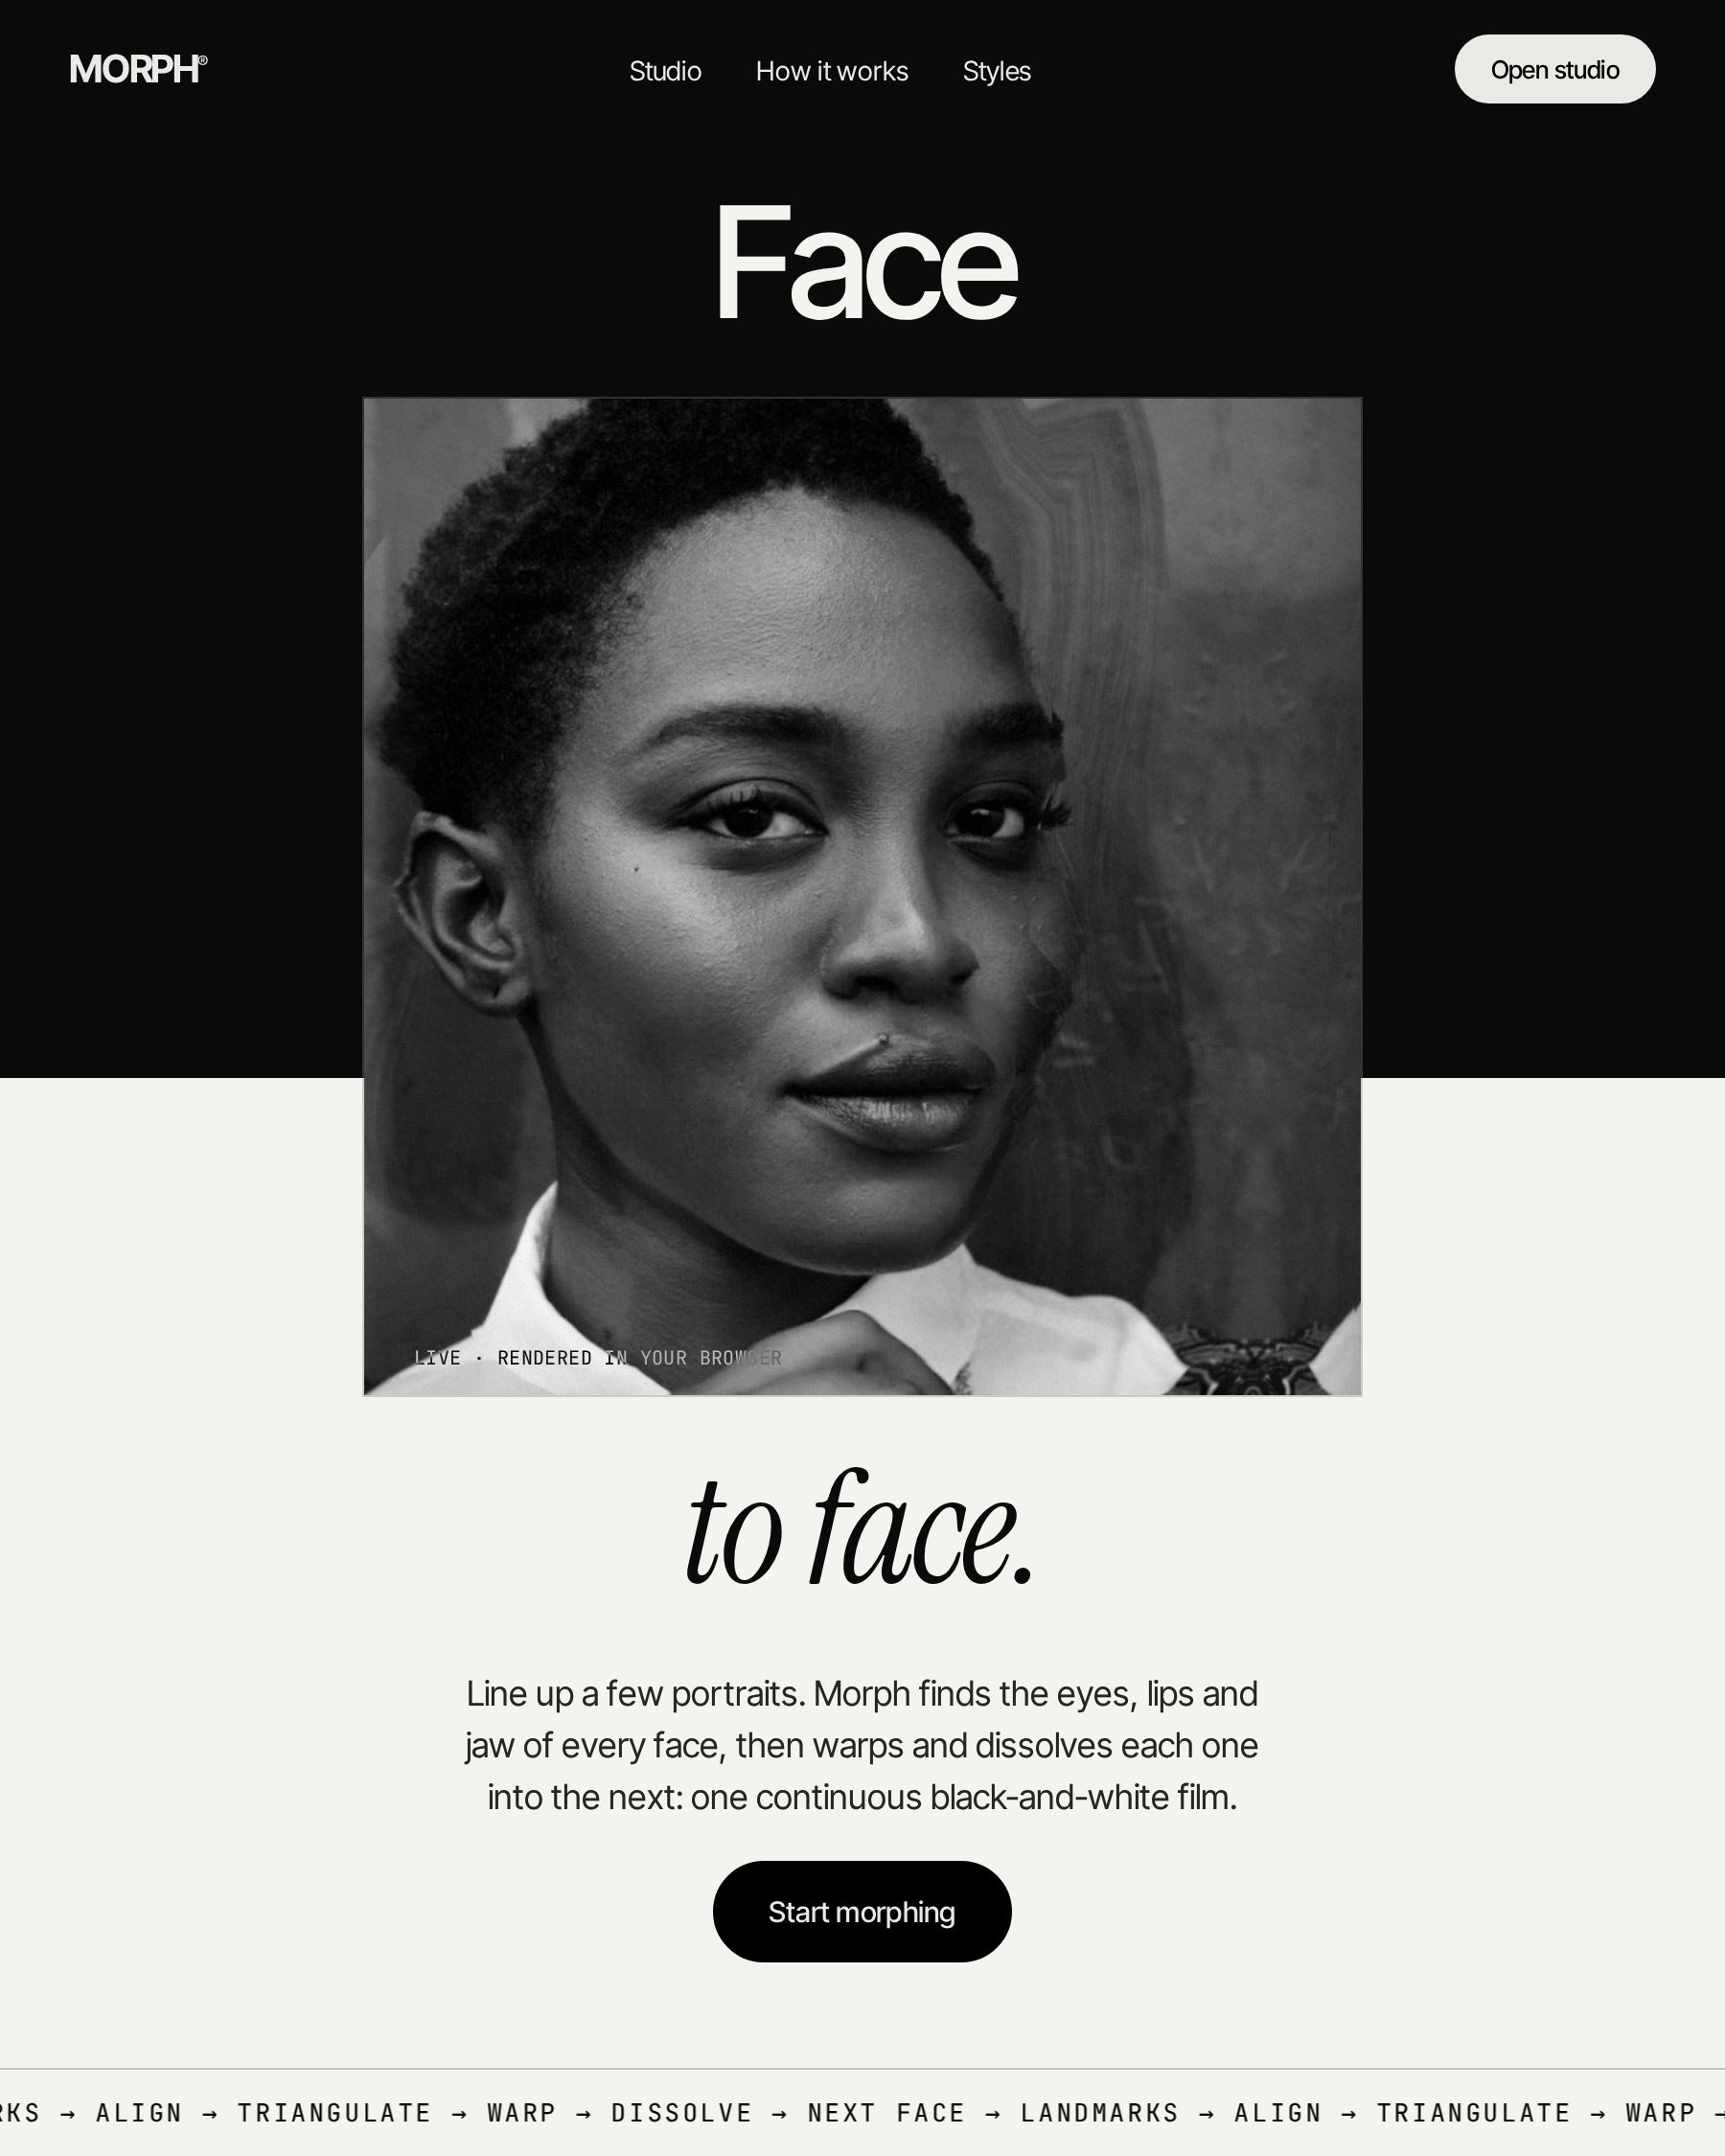 MORPH®
Studio
How it works
Styles
Open studio
Face
LIVE · RENDERED IN YOUR BROWSER
to face.
Line up a few portraits. Morph finds the eyes, lips and
jaw of every face, then warps and dissolves each one
into the next: one continuous black-and-white film.
Start morphing
→ ALIGN → TRIANGULATE → WARP → DISSOLVE → NEXT FACE → LANDMARKS → ALIGN → TRIANGULATE → WARP →